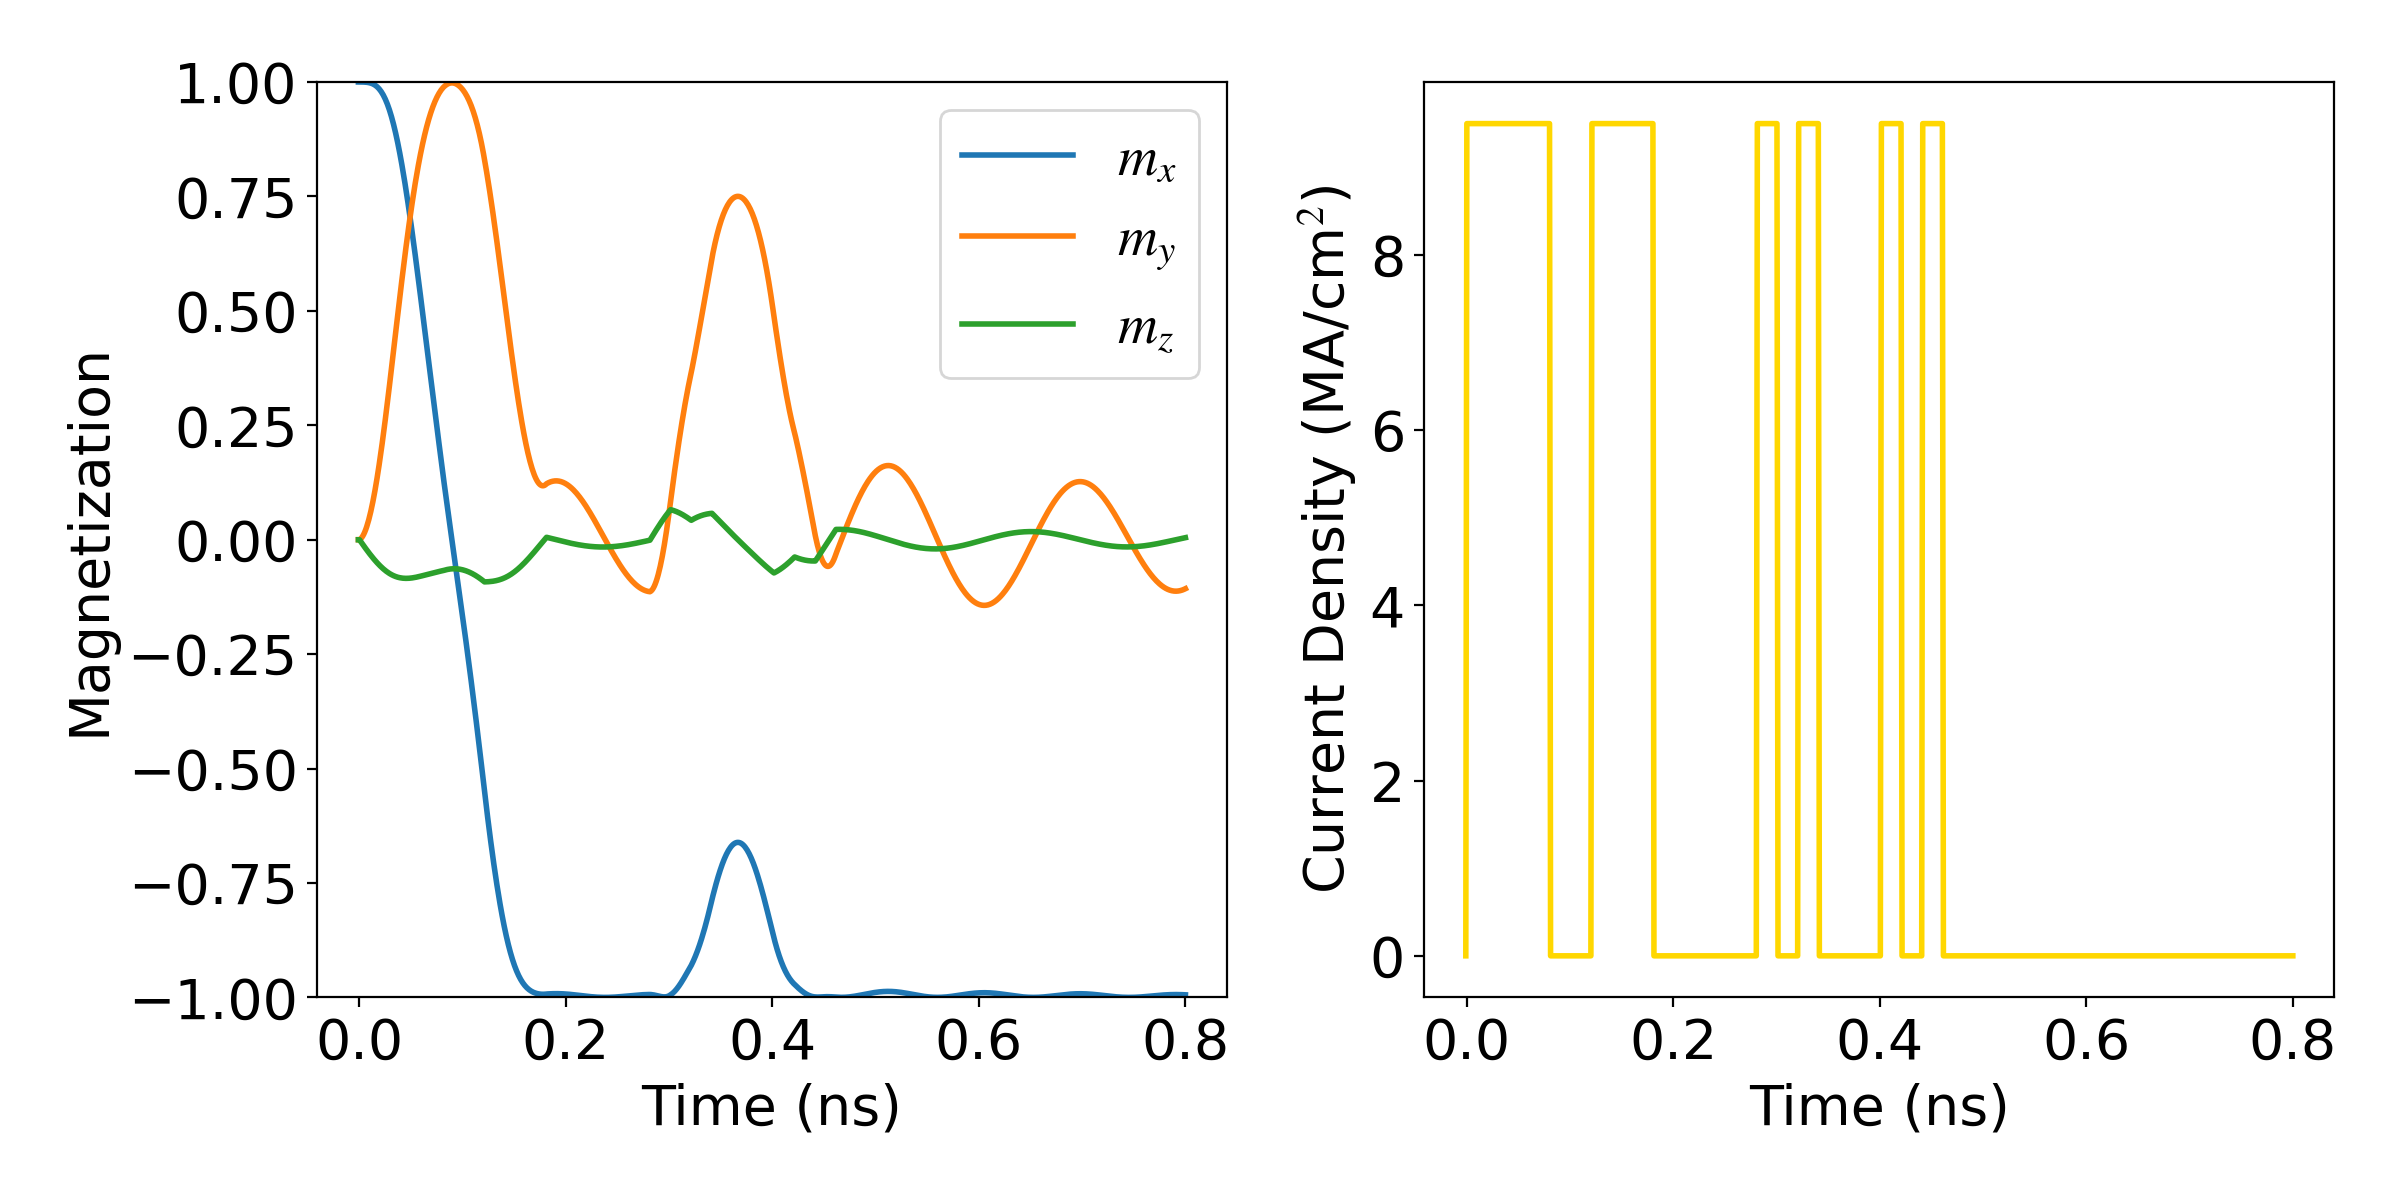 Magnetization
1.00
0.75
0.50
0.25
0.00
−0.25
−0.50
−0.75
−1.00
0.0 0.2 0.4 0.6 0.8
Time (ns)
m_x
m_y
m_z
Current Density (MA/cm²)
8
6
4
2
0
0.0 0.2 0.4 0.6 0.8
Time (ns)